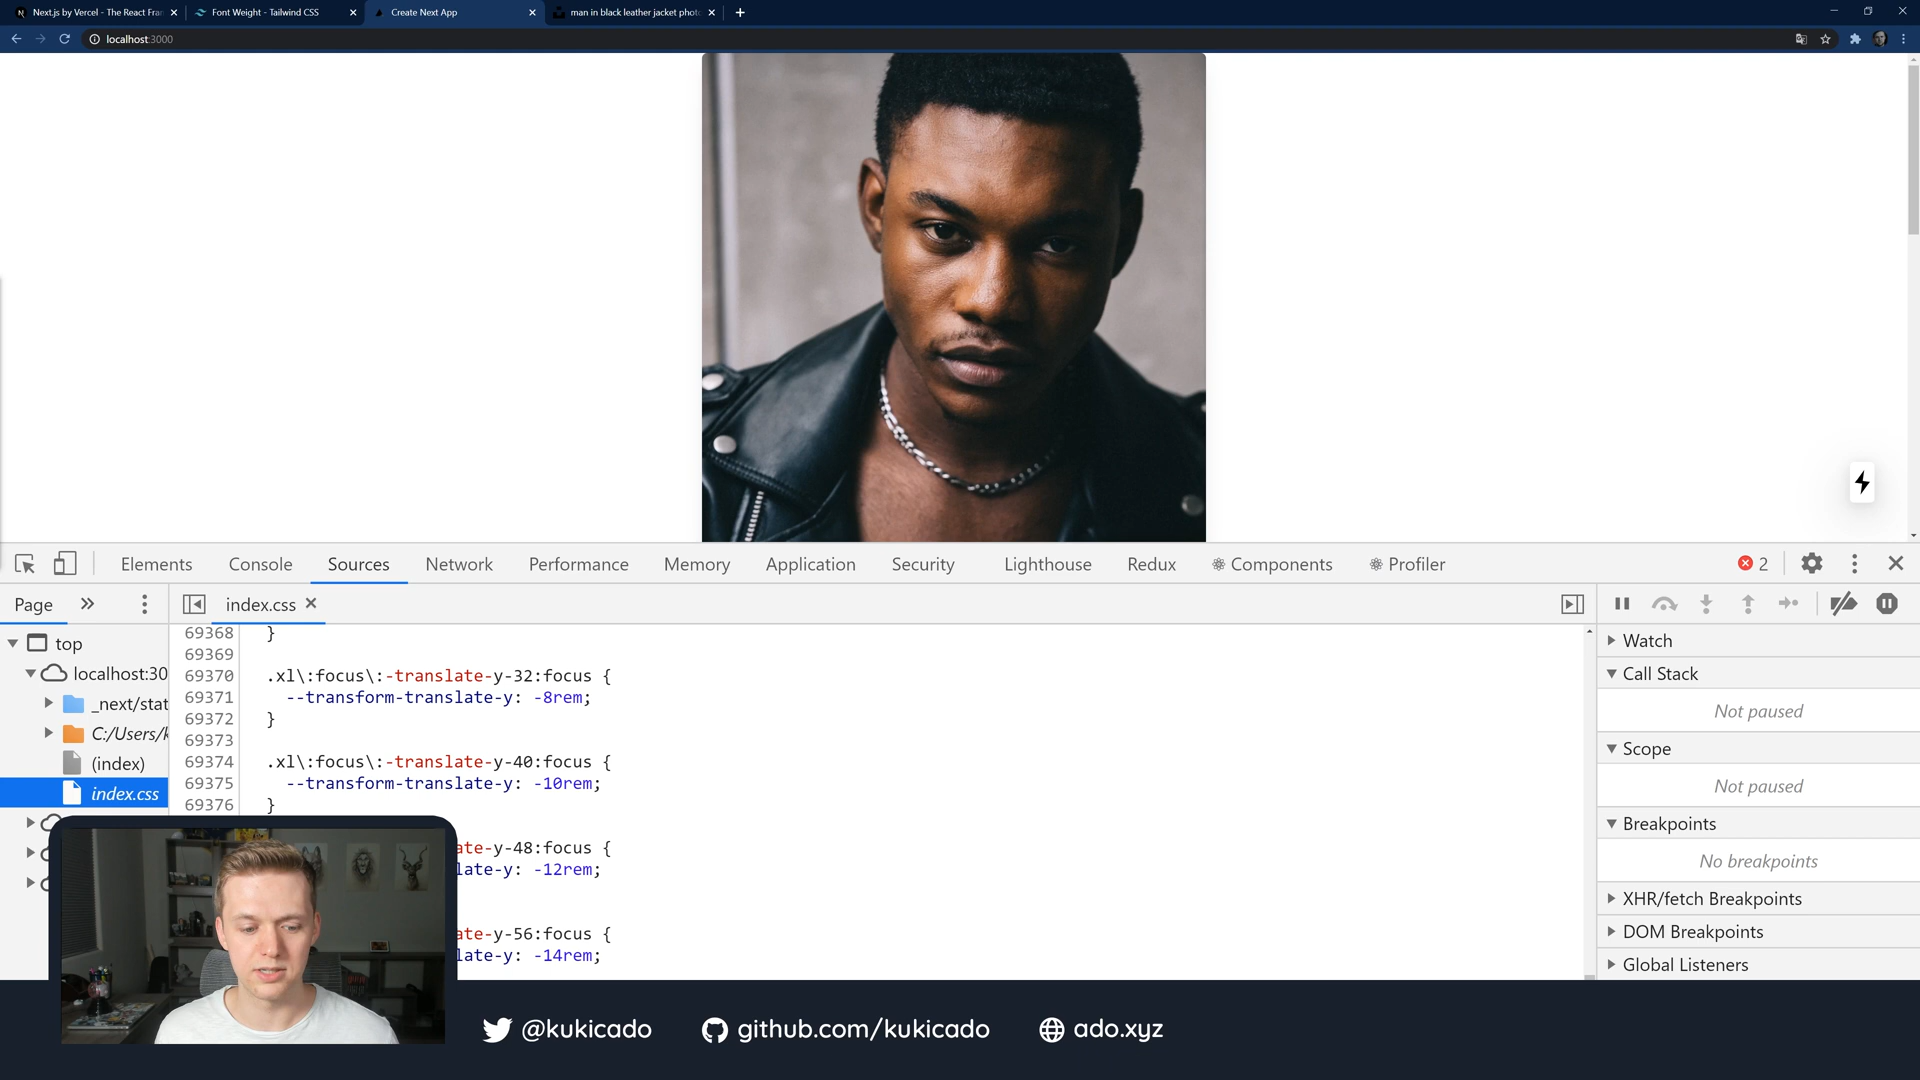 Next.js by Vercel - The React Fra
Font Weight - Tailwind CSS
Create Next App
man in black leather jacket photo
localhost:3000
Elements
Console
Sources
Network
Performance
Memory
Application
Security
Lighthouse
Redux
Components
Profiler
2
Page
index.css
top
localhost:30
_next/stat
C:/Users/k
(index)
index.css
69368 }
69369
69370 .xl\:focus\:-translate-y-32:focus {
69371 --transform-translate-y: -8rem;
69372 }
69373
69374 .xl\:focus\:-translate-y-40:focus {
69375 --transform-translate-y: -10rem;
69376 }
ate-y-48:focus {
late-y: -12rem;
ate-y-56:focus {
late-y: -14rem;
Watch
Call Stack
Not paused
Scope
Not paused
Breakpoints
No breakpoints
XHR/fetch Breakpoints
DOM Breakpoints
Global Listeners
@kukicado
github.com/kukicado
ado.xyz